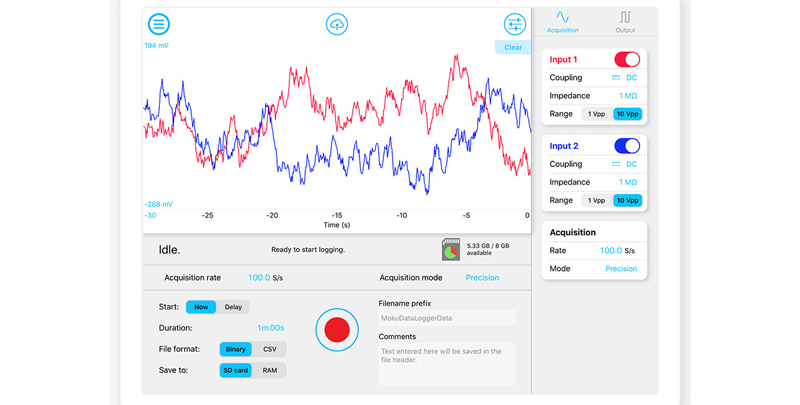 194 mV
Clear
-268 mV
-30 -25 -20 -15 -10 -5 0
Time (s)
Idle.
Ready to start logging.
5.33 GB / 8 GB
available
Acquisition rate 100.0 S/s
Acquisition mode Precision
Start: Now Delay
Duration: 1m 00s
File format: Binary CSV
Save to: SD card RAM
Filename prefix
MokuDataLoggerData
Comments
Text entered here will be saved in the
file header.
Acquisition Output
Input 1
Coupling DC
Impedance 1 MΩ
Range 1 Vpp 10 Vpp
Input 2
Coupling DC
Impedance 1 MΩ
Range 1 Vpp 10 Vpp
Acquisition
Rate 100.0 S/s
Mode Precision